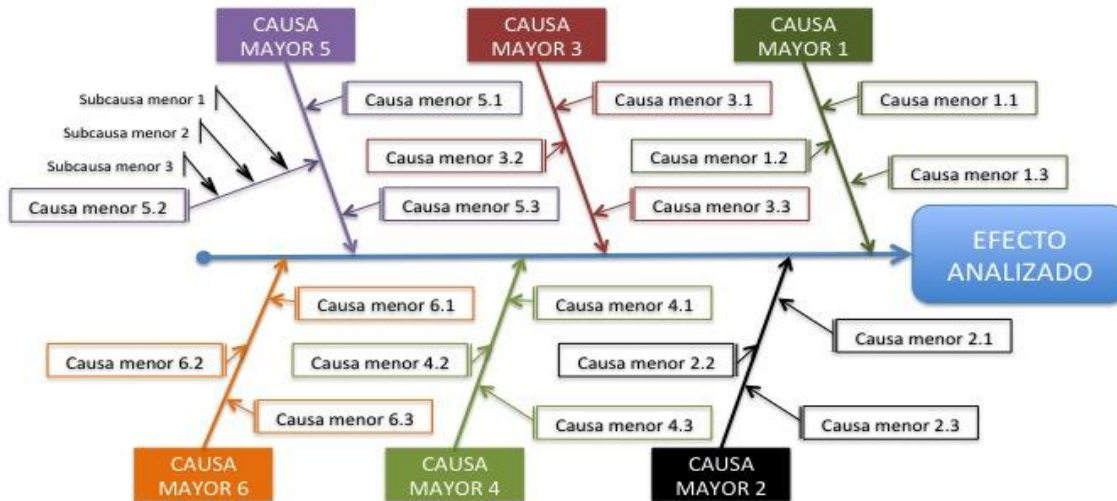 CAUSA
MAYOR 5
CAUSA
MAYOR 3
CAUSA
MAYOR 1
Subcausa menor 1
Subcausa menor 2
Subcausa menor 3
Causa menor 5.1
Causa menor 5.2
Causa menor 5.3
Causa menor 3.1
Causa menor 3.2
Causa menor 3.3
Causa menor 1.1
Causa menor 1.2
Causa menor 1.3
EFECTO
ANALIZADO
Causa menor 6.1
Causa menor 6.2
Causa menor 6.3
Causa menor 4.1
Causa menor 4.2
Causa menor 4.3
Causa menor 2.1
Causa menor 2.2
Causa menor 2.3
CAUSA
MAYOR 6
CAUSA
MAYOR 4
CAUSA
MAYOR 2